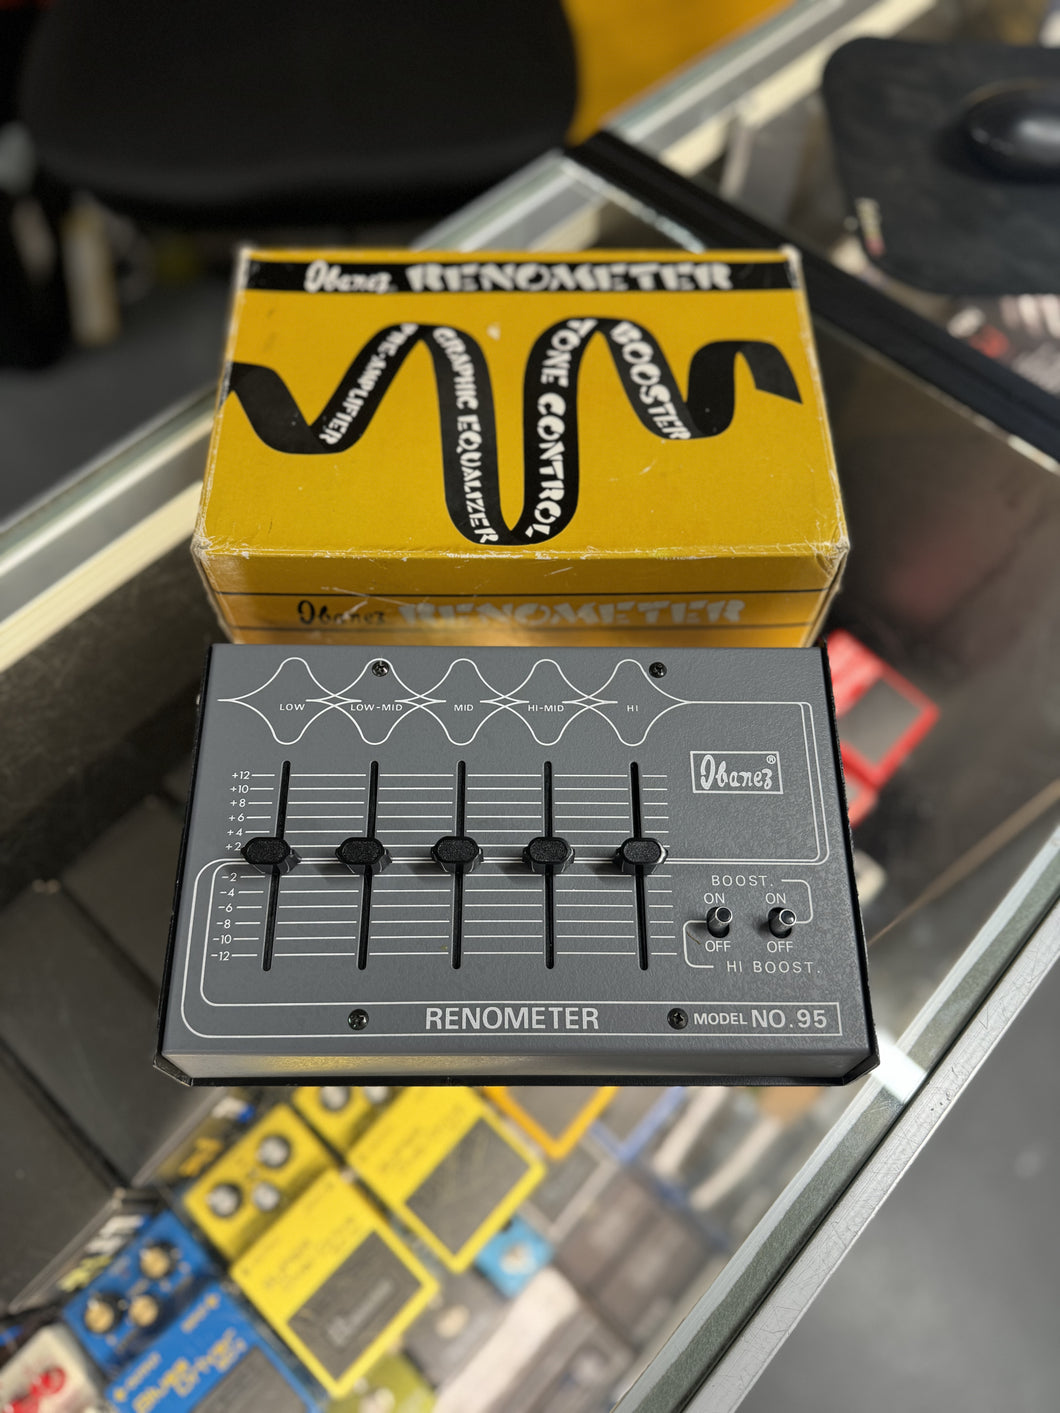 Ibanez RENOMETER
PRE-AMPLIFIER
GRAPHIC EQUALIZER
TONE CONTROL
BOOSTER
Ibanez RENOMETER
LOW LOW-MID MID HI-MID HI
Ibanez®
+12
+10
+8
+6
+4
+2
-2
-4
-6
-8
-10
-12
BOOST.
ON ON
OFF OFF
HI BOOST.
RENOMETER
MODEL NO.95